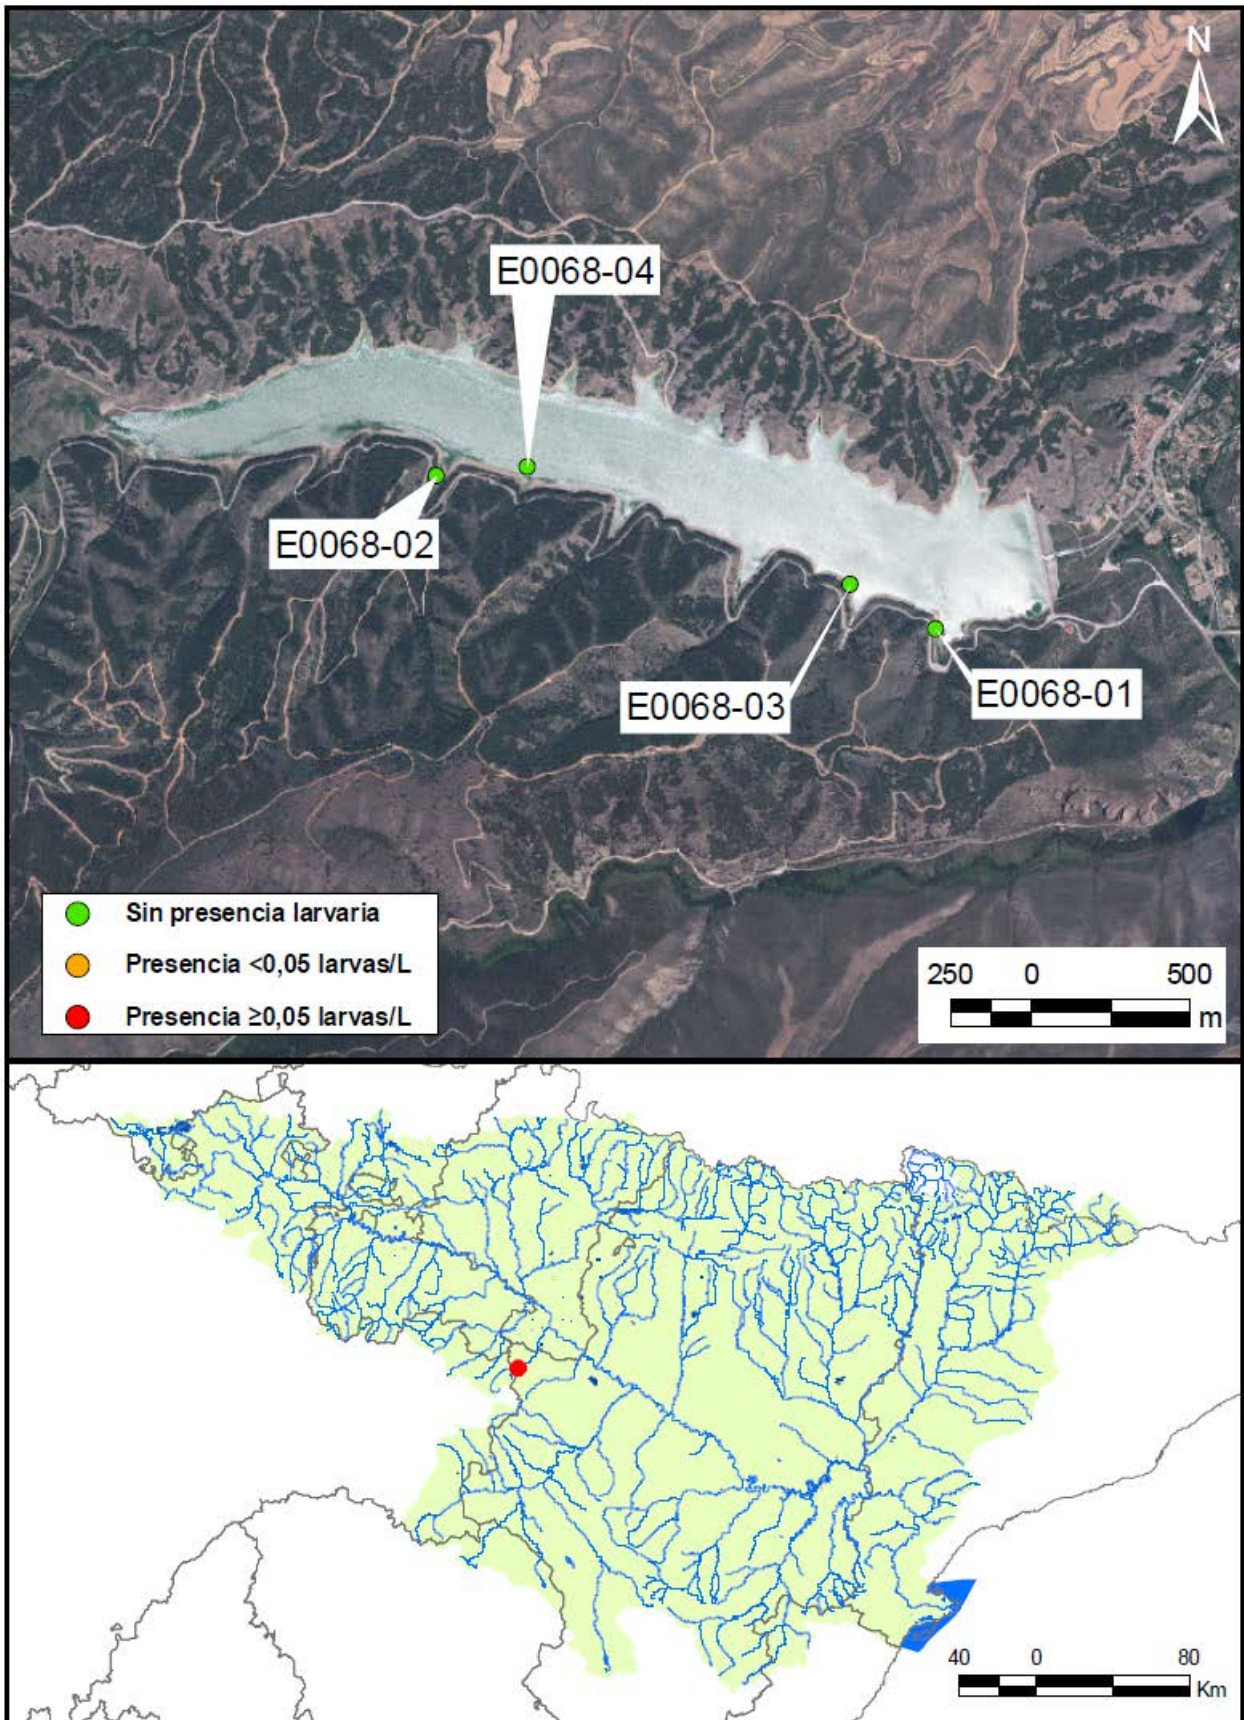 N
E0068-04
E0068-02
E0068-03
E0068-01
Sin presencia larvaria
Presencia <0,05 larvas/L
Presencia ≥0,05 larvas/L
250 0 500
m
40 0 80
Km